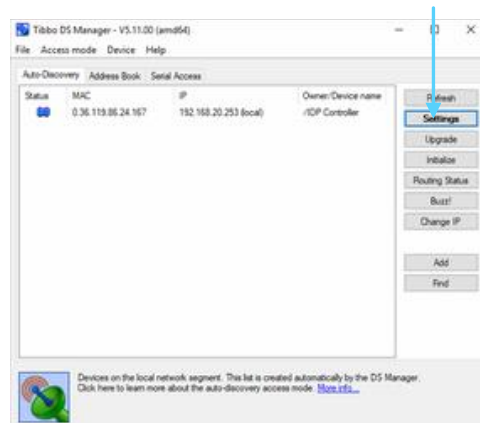 Tibbo DS Manager - V5.11.00 (amd64)
File Access mode Device Help
Auto-Discovery Address Book Serial Access
Status MAC IP Owner/Device name
0.36.119.86.24.167 192.168.20.253 (local) /IDP Controller
Refresh
Settings
Upgrade
Initialize
Routing Status
Buzz!
Change IP
Add
Find
Devices on the local network segment. This list is created automatically by the DS Manager.
Click here to learn more about the auto-discovery access mode. More info...